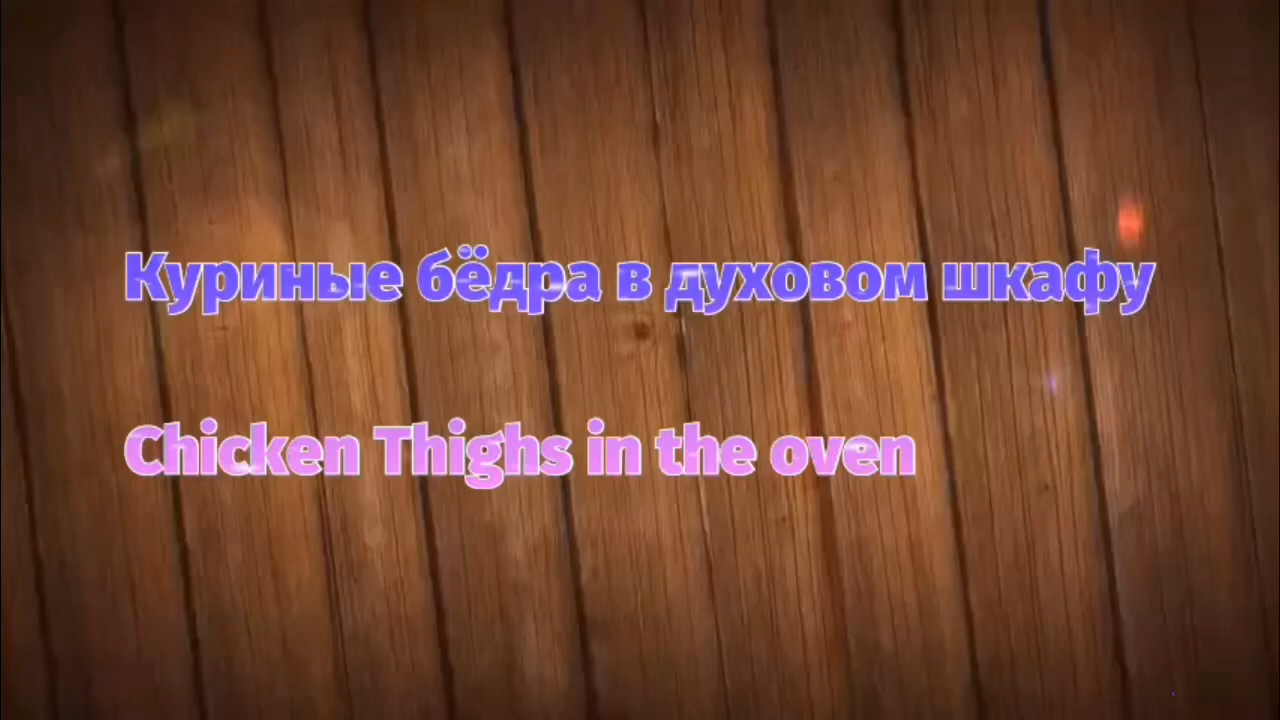 Куриные бёдра в духовом шкафу
Chicken Thighs in the oven